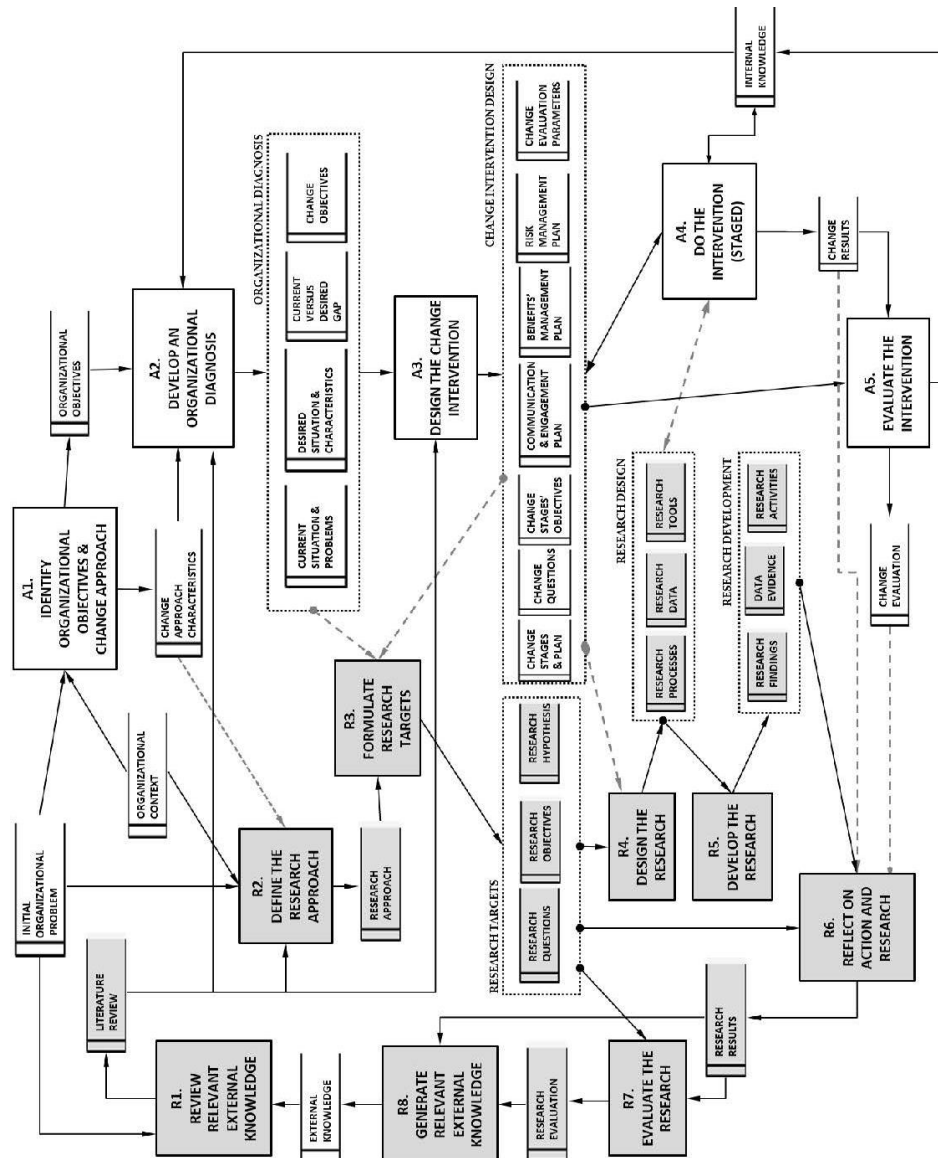 A1.
IDENTIFY
ORGANIZATIONAL
OBJECTIVES &
CHANGE APPROACH
ORGANIZATIONAL
OBJECTIVES
A2.
DEVELOP AN
ORGANIZATIONAL
DIAGNOSIS
CHANGE
APPROACH
CHARACTERISTICS
INITIAL
ORGANIZATIONAL
PROBLEM
ORGANIZATIONAL
CONTEXT
LITERATURE
REVIEW
R1.
REVIEW
RELEVANT
EXTERNAL
KNOWLEDGE
R2.
DEFINE THE
RESEARCH
APPROACH
RESEARCH
APPROACH
R3.
FORMULATE
RESEARCH
TARGETS
ORGANIZATIONAL DIAGNOSIS
CURRENT
SITUATION &
PROBLEMS
DESIRED
SITUATION &
CHARACTERISTICS
CURRENT
VERSUS
DESIRED
GAP
CHANGE
OBJECTIVES
A3.
DESIGN THE CHANGE
INTERVENTION
CHANGE INTERVENTION DESIGN
CHANGE
STAGES & PLAN
CHANGE
QUESTIONS
CHANGE
STAGES'
OBJECTIVES
COMMUNICATION
& ENGAGEMENT
PLAN
BENEFITS'
MANAGEMENT
PLAN
RISK
MANAGEMENT
PLAN
CHANGE
EVALUATION
PARAMETERS
INTERNAL
KNOWLEDGE
A4.
DO THE
INTERVENTION
(STAGED)
CHANGE
RESULTS
A5.
EVALUATE THE
INTERVENTION
CHANGE
EVALUATION
RESEARCH TARGETS
RESEARCH
QUESTIONS
RESEARCH
OBJECTIVES
RESEARCH
HYPOTHESIS
R4.
DESIGN THE
RESEARCH
RESEARCH DESIGN
RESEARCH
PROCESSES
RESEARCH
DATA
RESEARCH
TOOLS
R5.
DEVELOP THE
RESEARCH
RESEARCH DEVELOPMENT
RESEARCH
FINDINGS
DATA
EVIDENCE
RESEARCH
ACTIVITIES
R6.
REFLECT ON
ACTION AND
RESEARCH
RESEARCH
RESULTS
R7.
EVALUATE THE
RESEARCH
RESEARCH
EVALUATION
R8.
GENERATE
RELEVANT
EXTERNAL
KNOWLEDGE
EXTERNAL
KNOWLEDGE